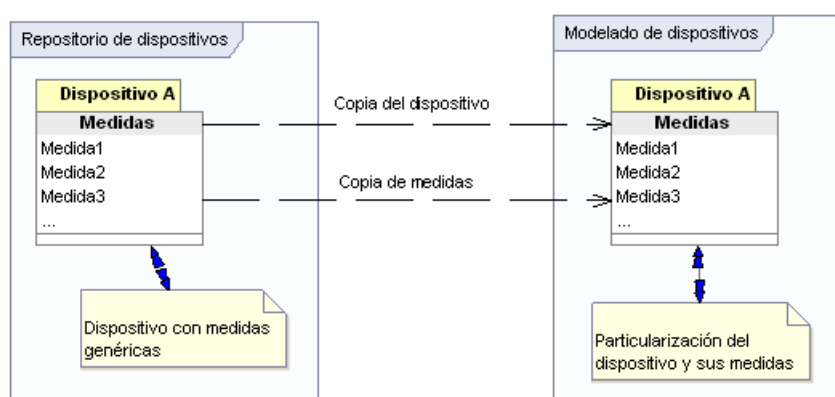 Repositorio de dispositivos
Dispositivo A
Medidas
Medida1
Medida2
Medida3
...
Dispositivo con medidas
genéricas
Copia del dispositivo
Copia de medidas
Modelado de dispositivos
Dispositivo A
Medidas
Medida1
Medida2
Medida3
...
Particularización del
dispositivo y sus medidas